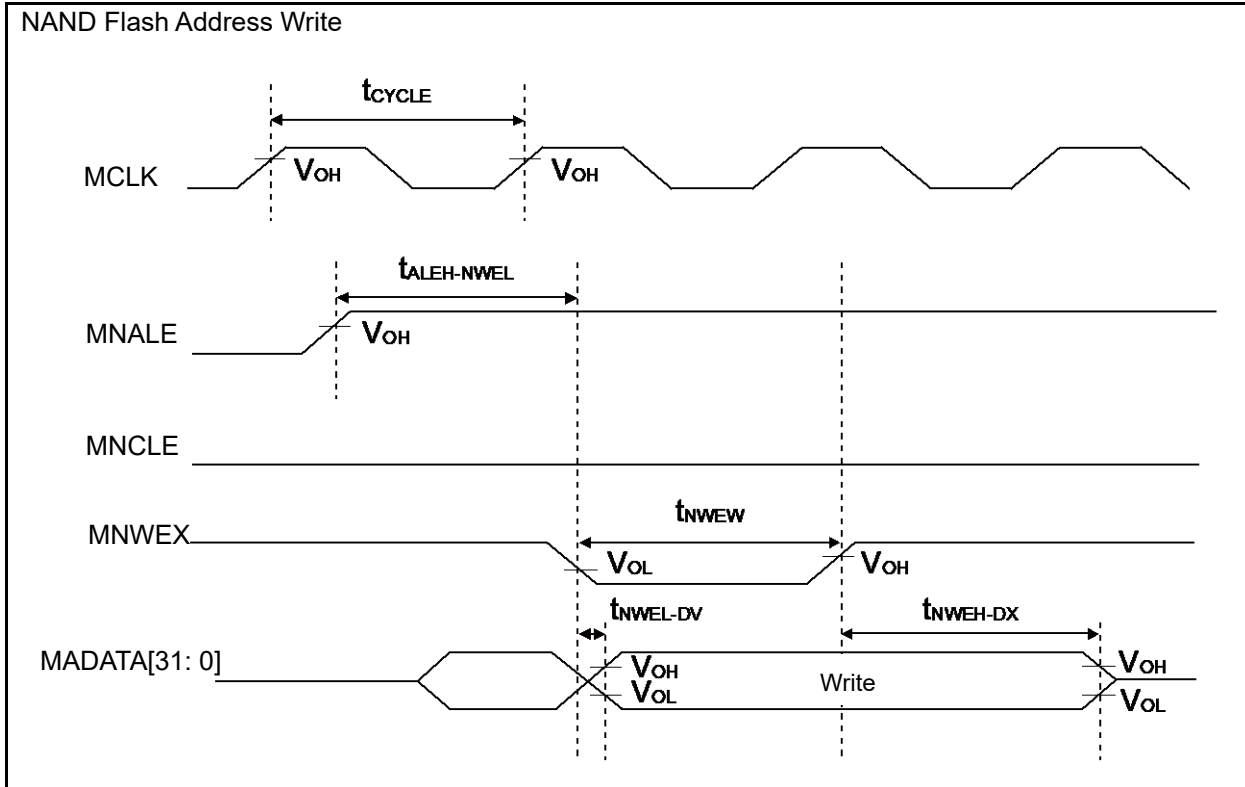 NAND Flash Address Write
tCYCLE
MCLK
VOH
VOH
tALEH-NWEL
MNALE
VOH
MNCLE
tNWEW
MNWEX
VOL
VOH
tNWEL-DV
tNWEH-DX
MADATA[31: 0]
VOH
Write
VOH
VOL
VOL